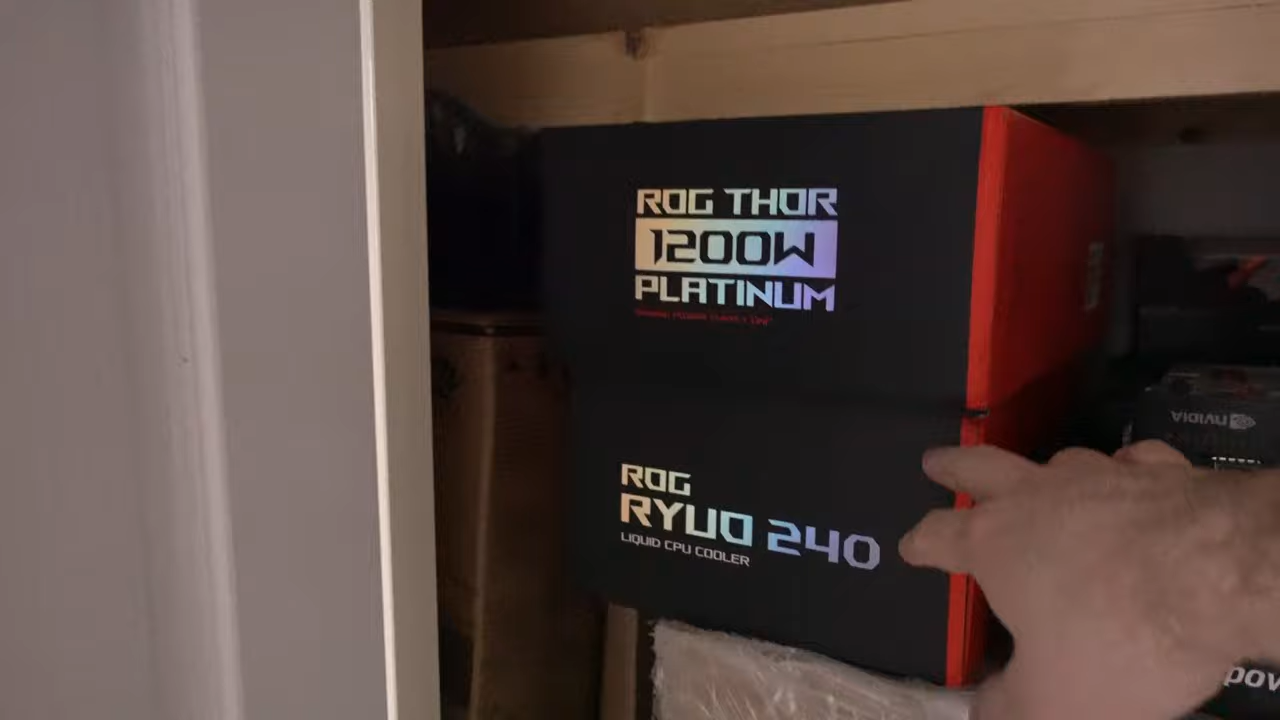 ROG THOR
1200W
PLATINUM
ROG
RYUO 240
LIQUID CPU COOLER
NVIDIA